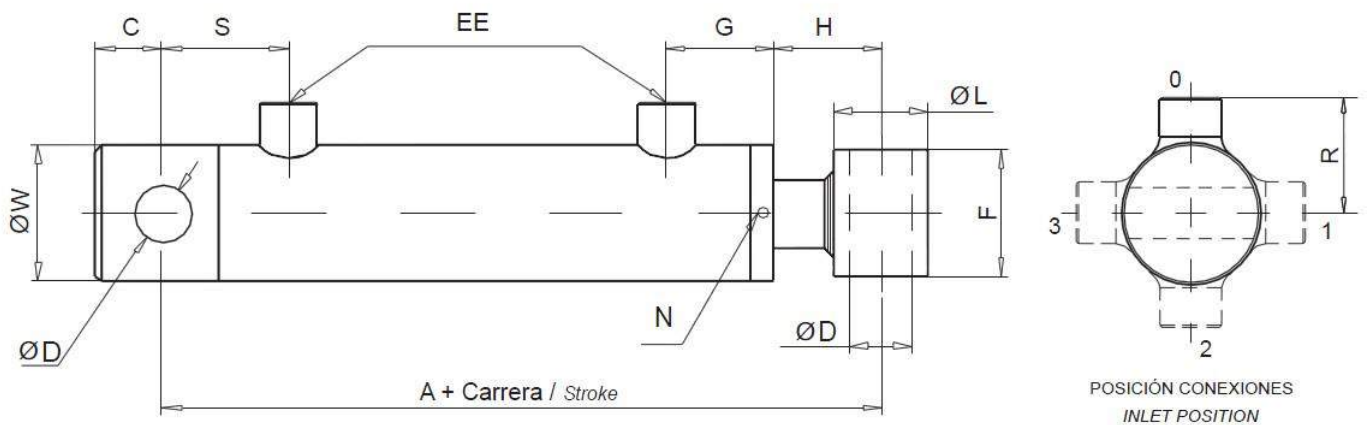 C
S
EE
G
H
0
ØL
ØW
F
R
3
1
N
2
ØD
ØD
A + Carrera / Stroke
POSICIÓN CONEXIONES
INLET POSITION